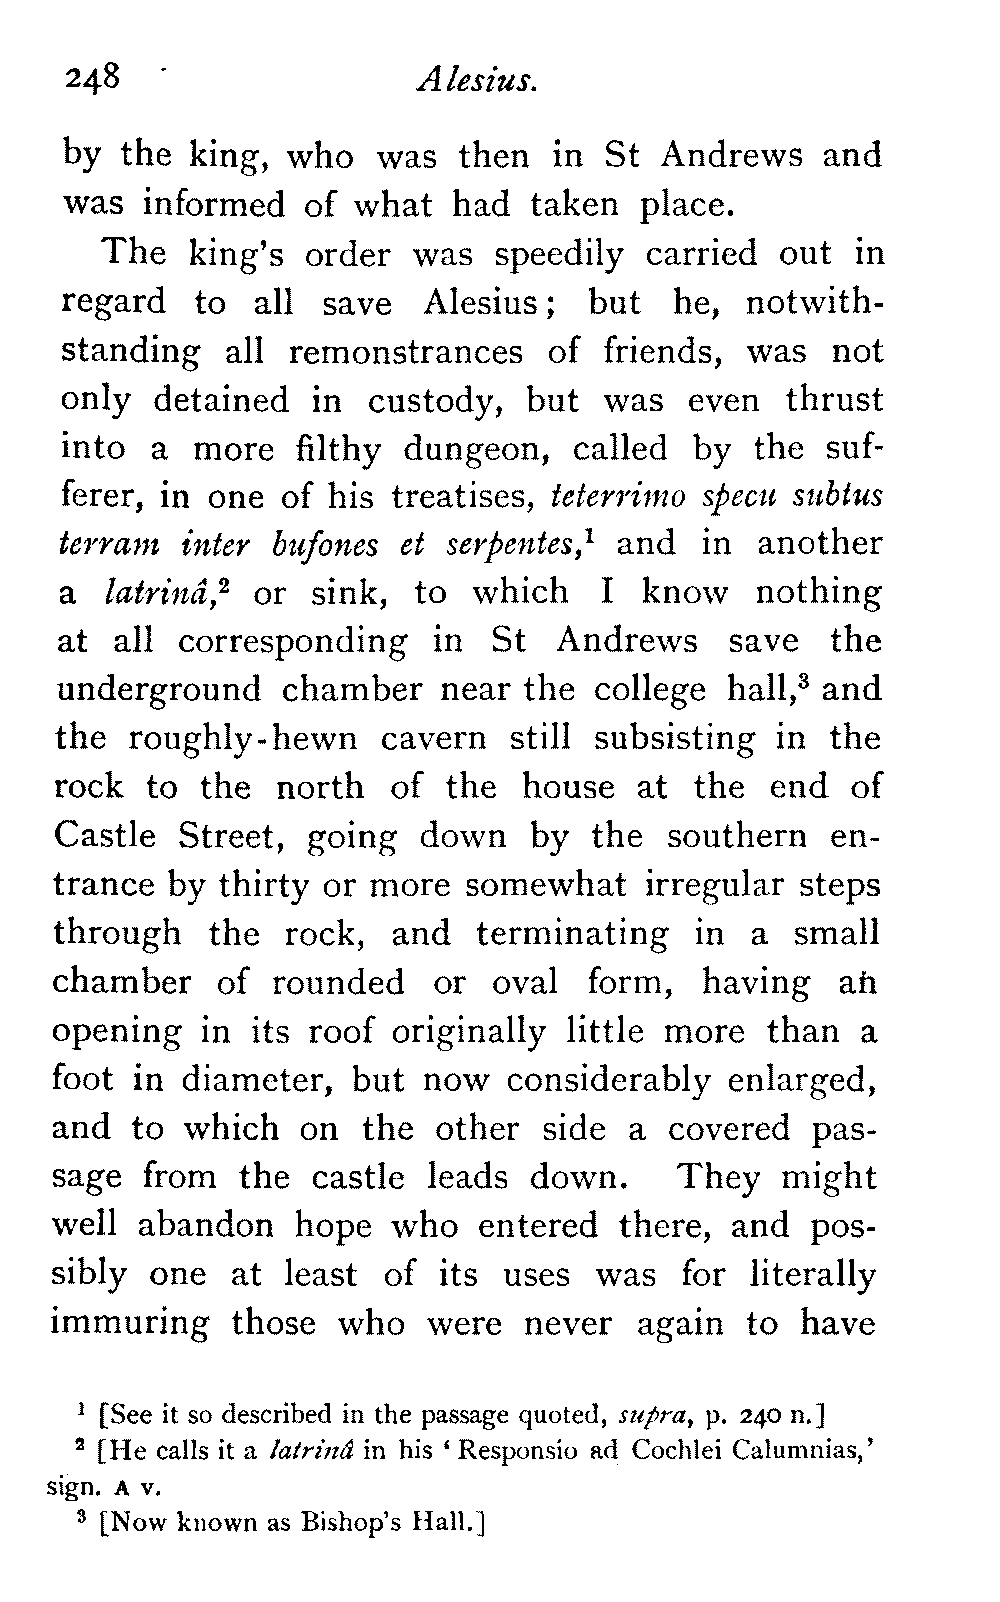 248 Alesius.
by the king, who was then in St Andrews and
was informed of what had taken place.
The king's order was speedily carried out in
regard to all save Alesius; but he, notwith-
standing all remonstrances of friends, was not
only detained in custody, but was even thrust
into a more filthy dungeon, called by the suf-
ferer, in one of his treatises, teterrimo specu subtus
terram inter bufones et serpentes,¹ and in another
a latrinâ,² or sink, to which I know nothing
at all corresponding in St Andrews save the
underground chamber near the college hall,³ and
the roughly-hewn cavern still subsisting in the
rock to the north of the house at the end of
Castle Street, going down by the southern en-
trance by thirty or more somewhat irregular steps
through the rock, and terminating in a small
chamber of rounded or oval form, having an
opening in its roof originally little more than a
foot in diameter, but now considerably enlarged,
and to which on the other side a covered pas-
sage from the castle leads down. They might
well abandon hope who entered there, and pos-
sibly one at least of its uses was for literally
immuring those who were never again to have
¹ [See it so described in the passage quoted, supra, p. 240 n.]
² [He calls it a latrinâ in his ‘Responsio ad Cochlei Calumnias,’
sign. A v.
³ [Now known as Bishop's Hall.]